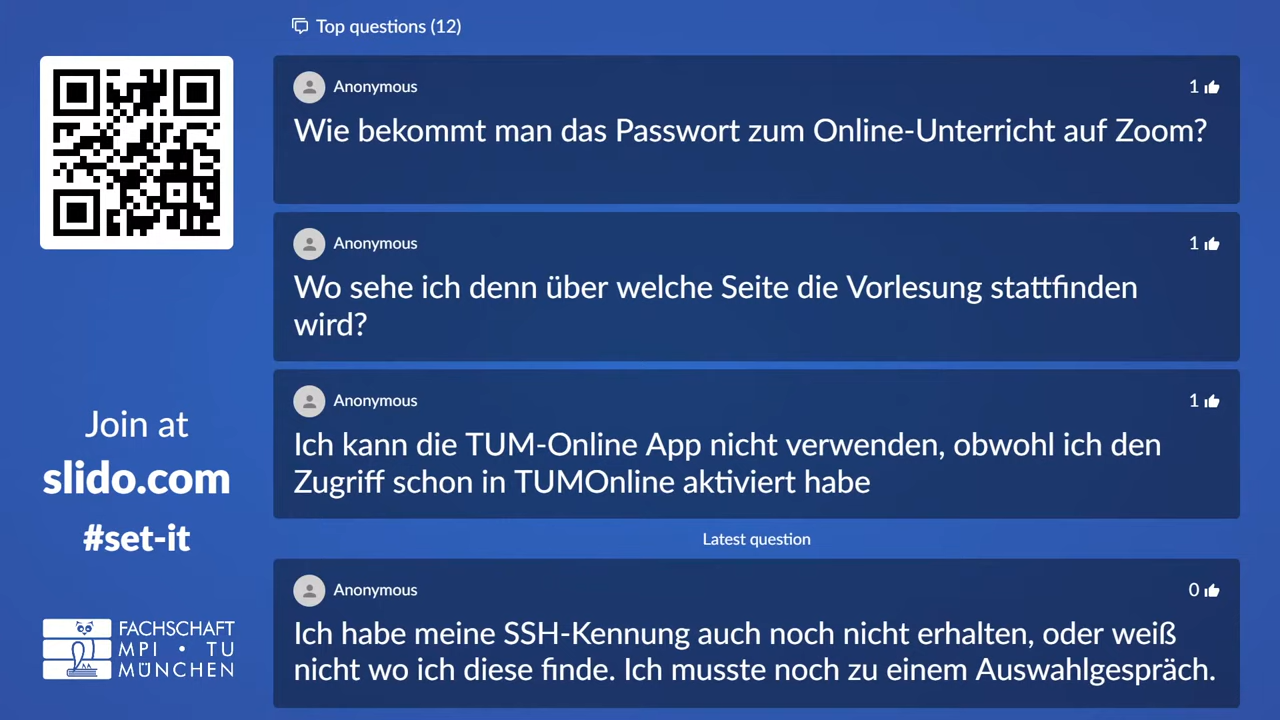 Top questions (12)
Anonymous
1
Wie bekommt man das Passwort zum Online-Unterricht auf Zoom?
Anonymous
1
Wo sehe ich denn über welche Seite die Vorlesung stattfinden
wird?
Anonymous
1
Ich kann die TUM-Online App nicht verwenden, obwohl ich den
Zugriff schon in TUMOnline aktiviert habe
Latest question
Anonymous
0
Ich habe meine SSH-Kennung auch noch nicht erhalten, oder weiß
nicht wo ich diese finde. Ich musste noch zu einem Auswahlgespräch.
Join at
slido.com
#set-it
FACHSCHAFT
MPI • TU
MÜNCHEN